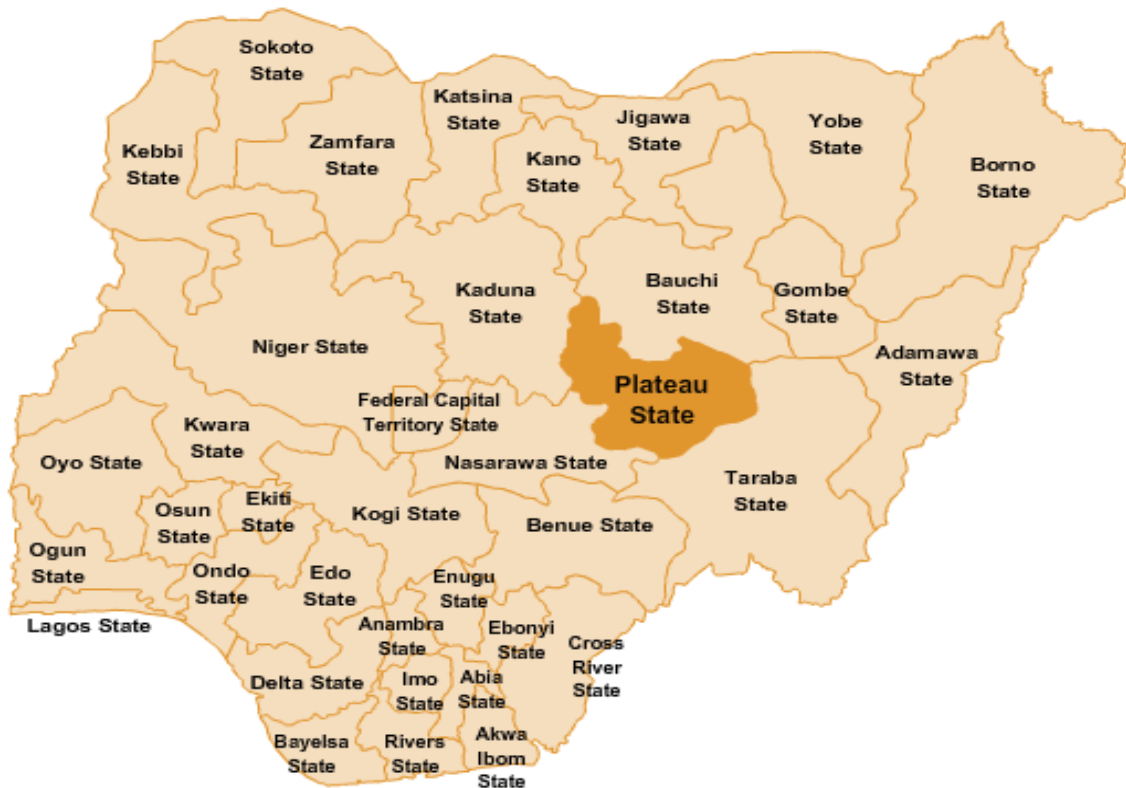 Sokoto
State
Katsina
State
Jigawa
State
Yobe
State
Kebbi
State
Zamfara
State
Kano
State
Borno
State
Kaduna
State
Bauchi
State
Gombe
State
Niger State
Adamawa
State
Plateau
State
Federal Capital
Territory State
Kwara
State
Oyo State
Nasarawa State
Taraba
State
Osun
State
Ekiti
State
Kogi State
Benue State
Ogun
State
Ondo
State
Edo
State
Enugu
State
Lagos State
Anambra
State
Ebonyi
State
Cross
River
State
Delta State
Imo
State
Abia
State
Bayelsa
State
Rivers
State
Akwa
Ibom
State